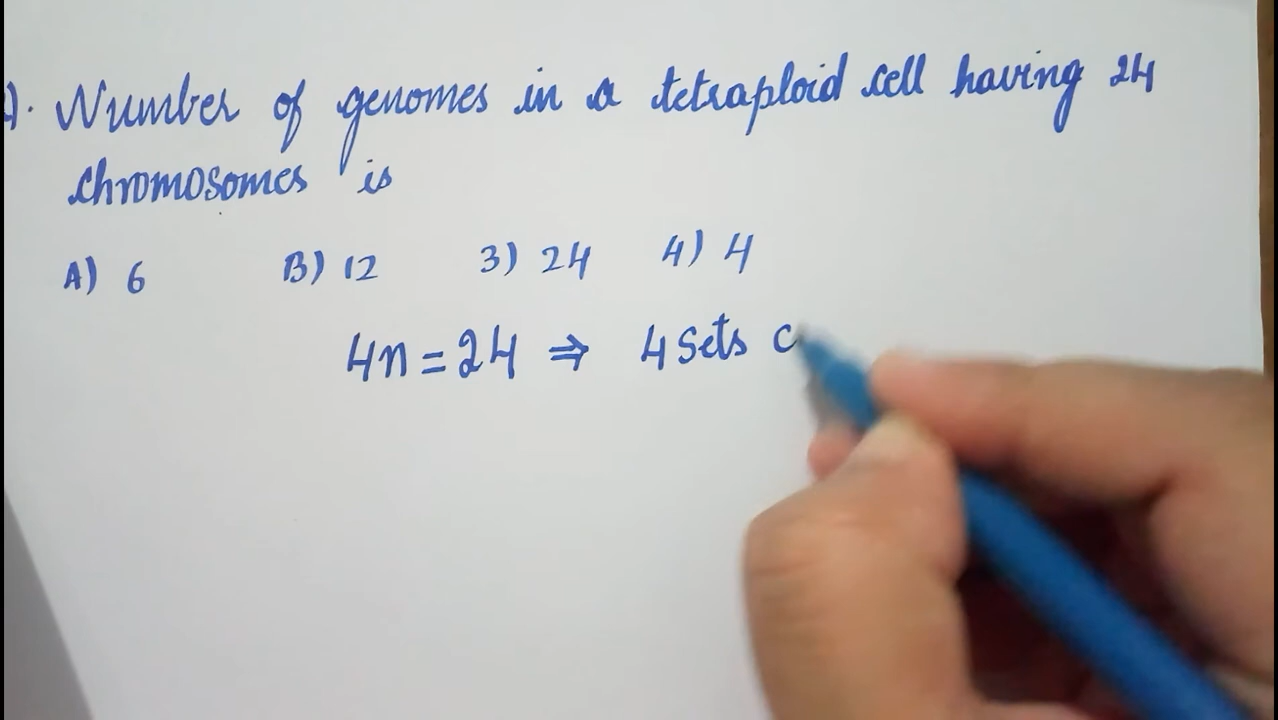 ). Number of genomes in a tetraploid cell having 24
chromosomes is
A) 6 B) 12 3) 24 4) 4
4n = 24 ⇒ 4 Sets c